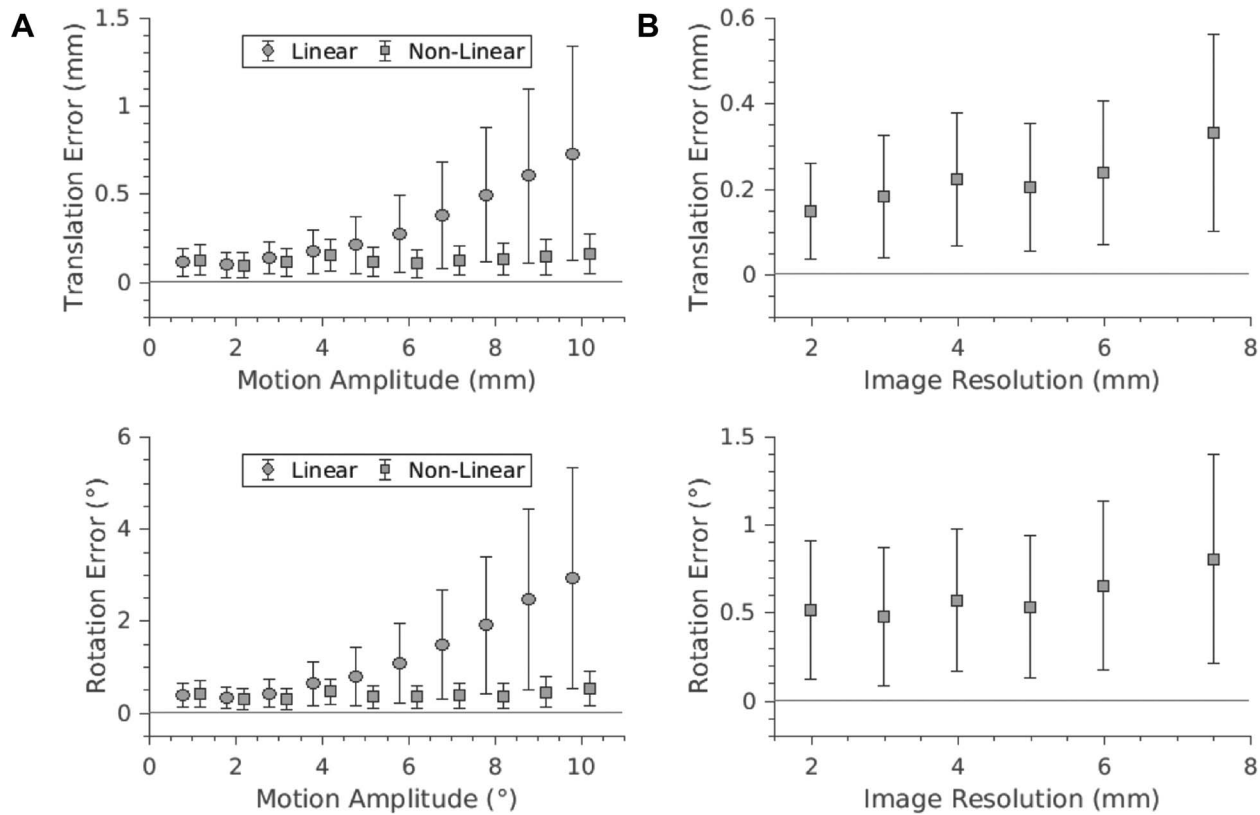 A
B
1.5
1
0.5
0
Translation Error (mm)
Linear Non-Linear
0 2 4 6 8 10
Motion Amplitude (mm)
0.6
0.4
0.2
0
Translation Error (mm)
2 4 6 8
Image Resolution (mm)
6
4
2
0
Rotation Error (°)
Linear Non-Linear
0 2 4 6 8 10
Motion Amplitude (°)
1.5
1
0.5
0
Rotation Error (°)
2 4 6 8
Image Resolution (mm)